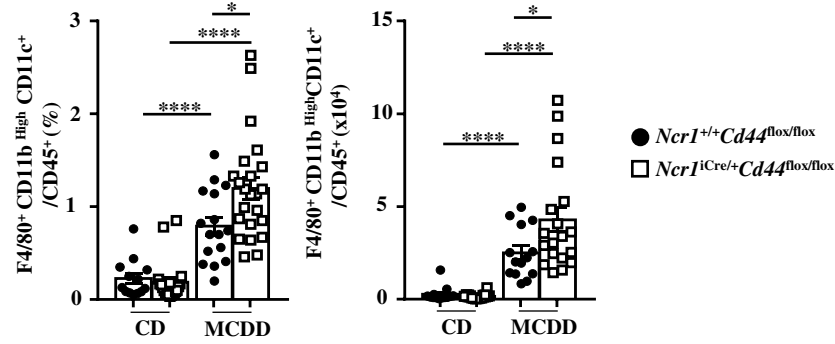 F4/80⁺ CD11b ᴴⁱᵍʰ CD11c⁺
/CD45⁺ (%)
3
2
1
0
*
****
****
CD
MCDD
F4/80⁺ CD11b ᴴⁱᵍʰCD11c⁺
/CD45⁺ (x10⁴)
15
10
5
0
*
****
****
CD
MCDD
● Ncr1⁺/⁺Cd44flox/flox
□ Ncr1iCre/+Cd44flox/flox